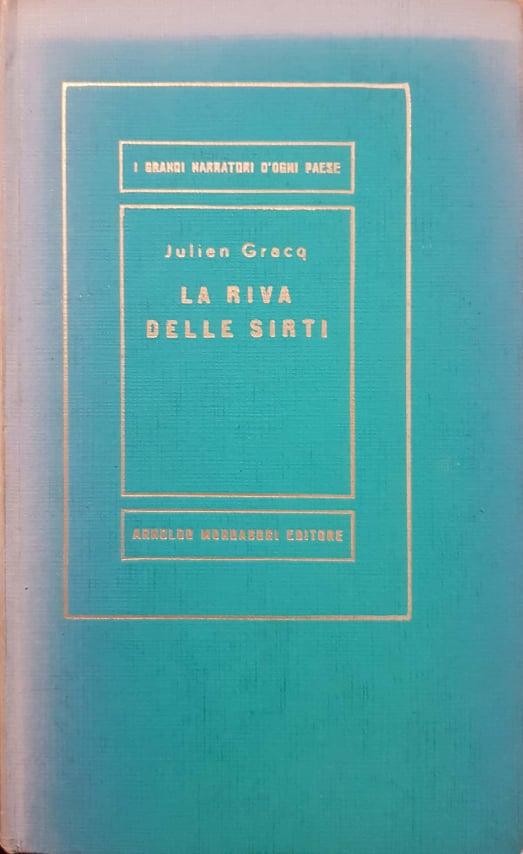 I GRANDI NARRATORI D'OGNI PAESE
Julien Gracq
LA RIVA
DELLE SIRTI
ARNOLDO MONDADORI EDITORE